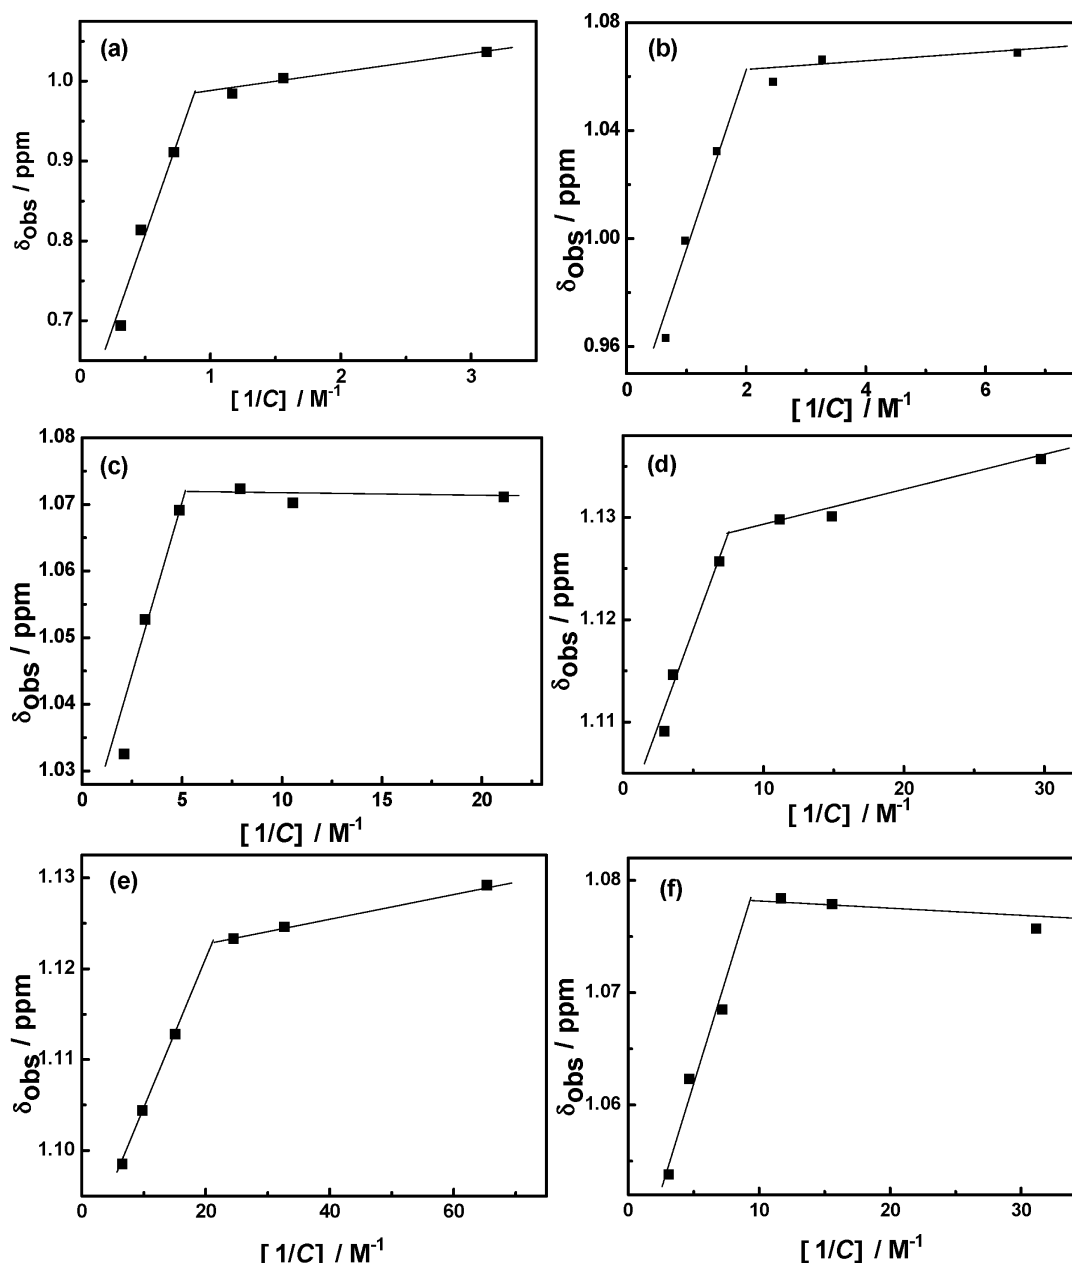 (a)
1.0
0.9
0.8
0.7
δobs / ppm
0 1 2 3
[ 1/C] / M-1
(b)
1.08
1.04
1.00
0.96
δobs / ppm
0 2 4 6
[ 1/C] / M-1
(c)
1.08
1.07
1.06
1.05
1.04
1.03
δobs / ppm
0 5 10 15 20
[ 1/C] / M-1
(d)
1.13
1.12
1.11
δobs / ppm
0 10 20 30
[ 1/C] / M-1
(e)
1.13
1.12
1.11
1.10
δobs / ppm
0 20 40 60
[ 1/C] / M-1
(f)
1.08
1.07
1.06
δobs / ppm
0 10 20 30
[ 1/C] / M-1